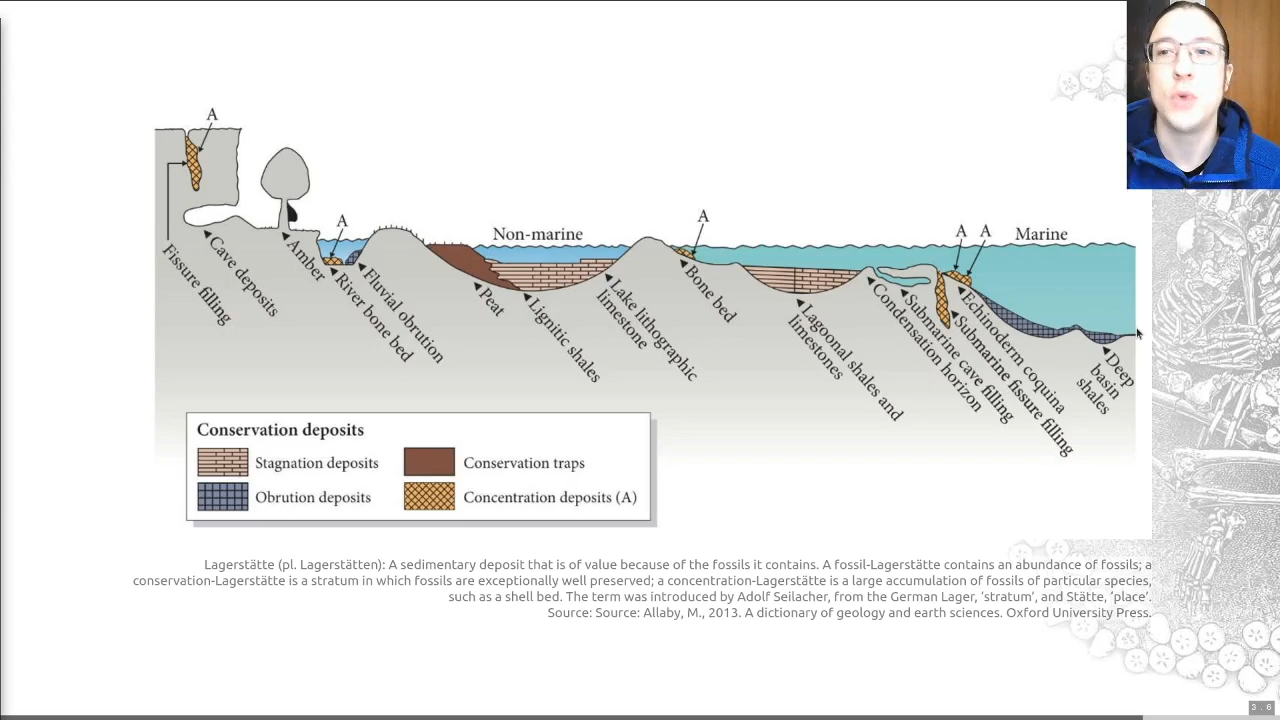 A
A
Non-marine
A
A
A
Marine
Fissure filling
Cave deposits
Amber
River bone bed
Fluvial obrution
Peat
Lignitic shales
Lake lithographic
limestone
Bone bed
Lagoonal shales and
limestones
Condensation horizon
Submarine cave filling
Submarine fissure filling
Echinoderm coquina
Deep
basin
shales
Conservation deposits
Stagnation deposits
Conservation traps
Obrution deposits
Concentration deposits (A)
Lagerstätte (pl. Lagerstätten): A sedimentary deposit that is of value because of the fossils it contains. A fossil-Lagerstätte contains an abundance of fossils; a
conservation-Lagerstätte is a stratum in which fossils are exceptionally well preserved; a concentration-Lagerstätte is a large accumulation of fossils of particular species,
such as a shell bed. The term was introduced by Adolf Seilacher, from the German Lager, ‘stratum’, and Stätte, ‘place’.
Source: Source: Allaby, M., 2013. A dictionary of geology and earth sciences. Oxford University Press.
3 . 6